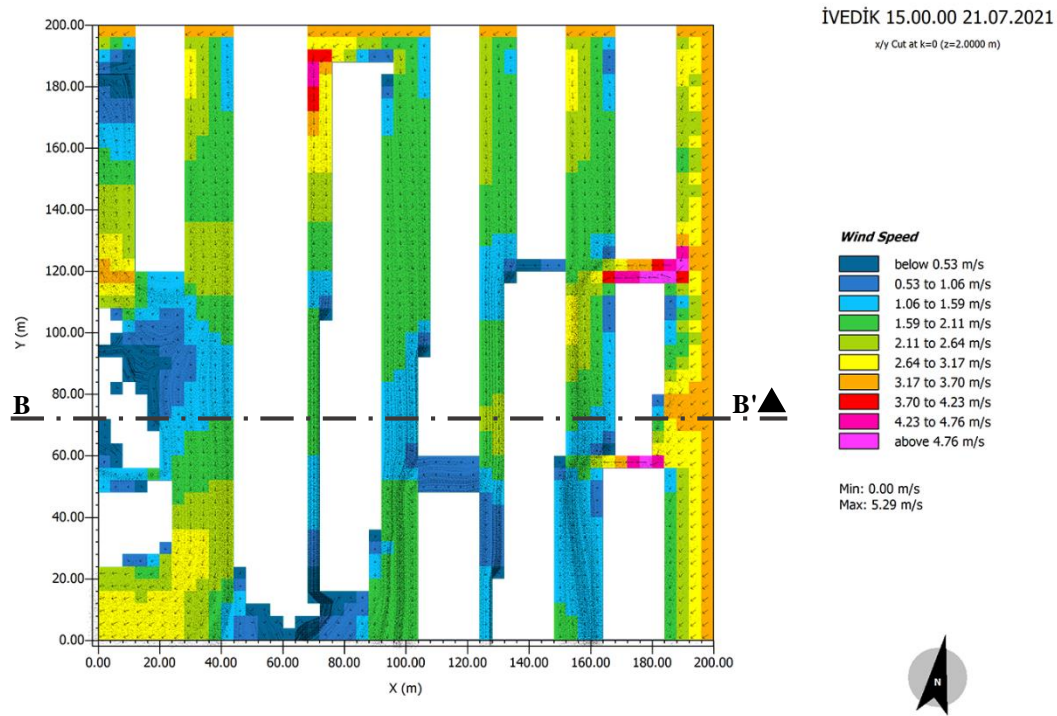 İVEDİK 15.00.00 21.07.2021
x/y Cut at k=0 (z=2.0000 m)
200.00
180.00
160.00
140.00
120.00
100.00
80.00
60.00
40.00
20.00
0.00
Y (m)
B
B'
0.00 20.00 40.00 60.00 80.00 100.00 120.00 140.00 160.00 180.00 200.00
X (m)
Wind Speed
below 0.53 m/s
0.53 to 1.06 m/s
1.06 to 1.59 m/s
1.59 to 2.11 m/s
2.11 to 2.64 m/s
2.64 to 3.17 m/s
3.17 to 3.70 m/s
3.70 to 4.23 m/s
4.23 to 4.76 m/s
above 4.76 m/s
Min: 0.00 m/s
Max: 5.29 m/s
N